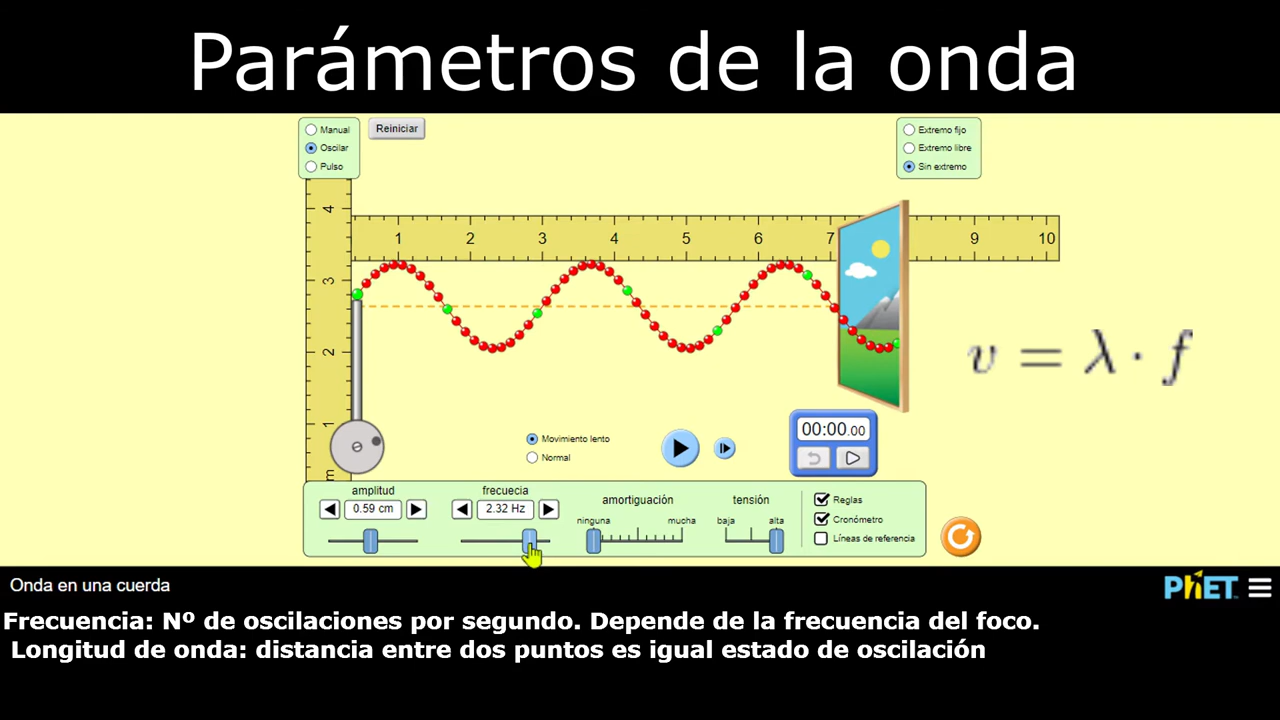 Parámetros de la onda
Manual
Oscilar
Pulso
Reiniciar
Extremo fijo
Extremo libre
Sin extremo
4
3
2
1
m
1 2 3 4 5 6 7 9 10
v = λ · f
00:00.00
Movimiento lento
Normal
amplitud
0.59 cm
frecuecia
2.32 Hz
amortiguación
ninguna mucha
tensión
baja alta
Reglas
Cronómetro
Líneas de referencia
Onda en una cuerda
PhET
Frecuencia: Nº de oscilaciones por segundo. Depende de la frecuencia del foco.
Longitud de onda: distancia entre dos puntos es igual estado de oscilación